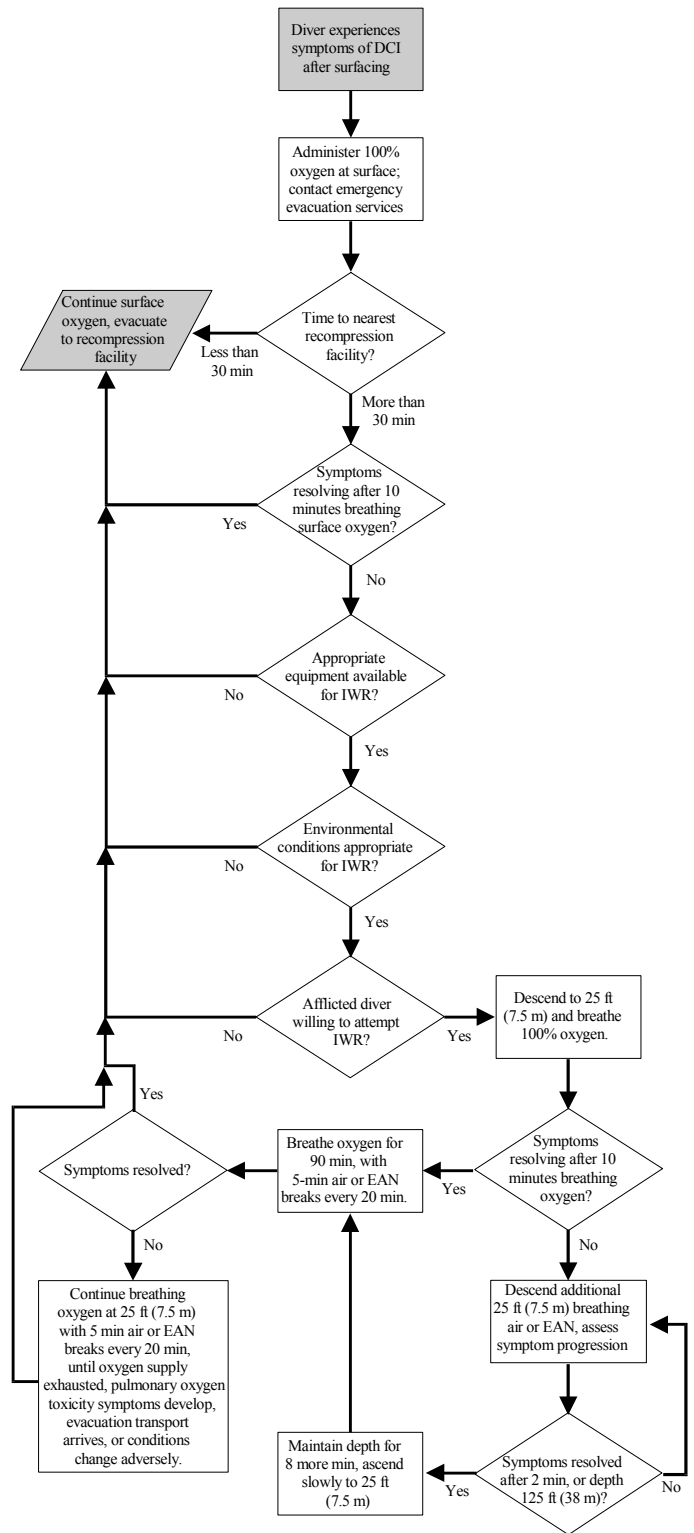 Diver experiences
symptoms of DCI
after surfacing
Administer 100%
oxygen at surface;
contact emergency
evacuation services
Time to nearest
recompression
facility?
Continue surface
oxygen, evacuate
to recompression
facility
Less than
30 min
More than
30 min
Symptoms
resolving after 10
minutes breathing
surface oxygen?
Yes
No
Appropriate
equipment available
for IWR?
No
Yes
Environmental
conditions appropriate
for IWR?
No
Yes
Afflicted diver
willing to attempt
IWR?
No
Yes
Descend to 25 ft
(7.5 m) and breathe
100% oxygen.
Symptoms
resolving after 10
minutes breathing
oxygen?
Yes
No
Breathe oxygen for
90 min, with
5-min air or EAN
breaks every 20 min.
Symptoms resolved?
Yes
No
Continue breathing
oxygen at 25 ft (7.5 m)
with 5 min air or EAN
breaks every 20 min,
until oxygen supply
exhausted, pulmonary oxygen
toxicity symptoms develop,
evacuation transport
arrives, or conditions
change adversely.
Descend additional
25 ft (7.5 m) breathing
air or EAN, assess
symptom progression
Symptoms resolved
after 2 min, or depth
125 ft (38 m)?
Yes
No
Maintain depth for
8 more min, ascend
slowly to 25 ft
(7.5 m)